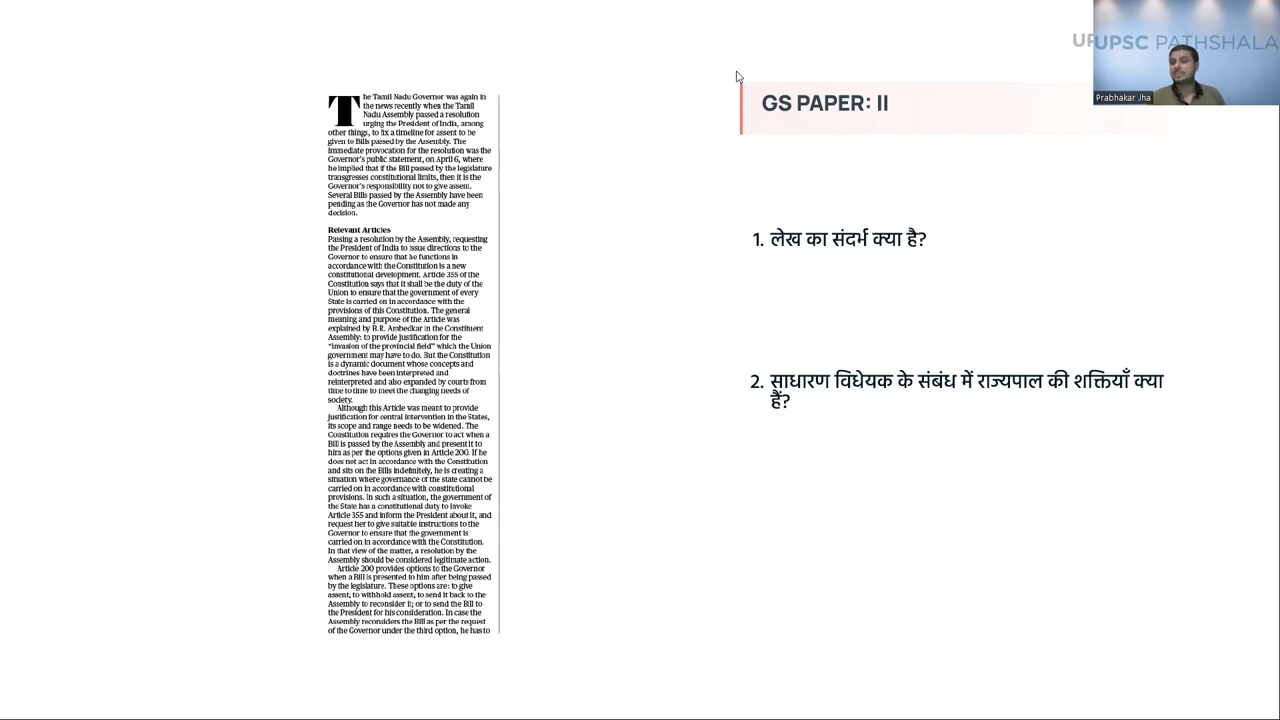 The Tamil Nadu Governor was again in
the news recently when the Tamil
Nadu Assembly passed a resolution
urging the President of India, among
other things, to fix a timeline for assent to be
given to Bills passed by the Assembly. The
immediate provocation for the resolution was the
Governor's public statement, on April 6, where
he implied that if the Bill passed by the legislature
transgresses constitutional limits, then it is the
Governor's responsibility not to give assent.
Several Bills passed by the Assembly have been
pending as the Governor has not made any
decision.
Relevant Articles
Passing a resolution by the Assembly, requesting
the President of India to issue directions to the
Governor to ensure that he functions in
accordance with the Constitution is a new
constitutional development. Article 355 of the
Constitution says that it shall be the duty of the
Union to ensure that the government of every
State is carried on in accordance with the
provisions of this Constitution. The general
meaning and purpose of the Article was
explained by B.R. Ambedkar in the Constituent
Assembly: to provide justification for the
“invasion of the provincial field” which the Union
government may have to do. But the Constitution
is a dynamic document whose concepts and
doctrines have been interpreted and
reinterpreted and also expanded by courts from
time to time to meet the changing needs of
society.
Although this Article was meant to provide
justification for central intervention in the States,
its scope and range needs to be widened. The
Constitution requires the Governor to act when a
Bill is passed by the Assembly and present it to
him as per the options given in Article 200. If he
does not act in accordance with the Constitution
and sits on the Bills indefinitely, he is creating a
situation where governance of the state cannot be
carried on in accordance with constitutional
provisions. In such a situation, the government of
the State has a constitutional duty to invoke
Article 355 and inform the President about it, and
request her to give suitable instructions to the
Governor to ensure that the government is
carried on in accordance with the Constitution.
In that view of the matter, a resolution by the
Assembly should be considered legitimate action.
Article 200 provides options to the Governor
when a Bill is presented to him after being passed
by the legislature. These options are: to give
assent; to withhold assent; to send it back to the
Assembly to reconsider it; or to send the Bill to
the President for his consideration. In case the
Assembly reconsiders the Bill as per the request
of the Governor under the third option, he has to
UPSC PATHSHALA
Prabhakar Jha
GS PAPER: II
1. लेख का संदर्भ क्या है?
2. साधारण विधेयक के संबंध में राज्यपाल की शक्तियाँ क्या
हैं?